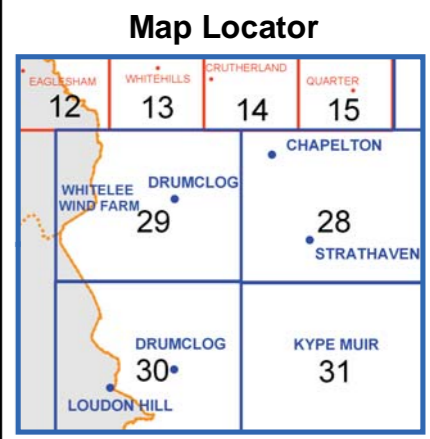 Map Locator
EAGLESHAM
12
WHITEHILLS
13
CRUTHERLAND
14
QUARTER
15
CHAPELTON
WHITELEE
WIND FARM
DRUMCLOG
29
28
STRATHAVEN
DRUMCLOG
30
LOUDON HILL
KYPE MUIR
31